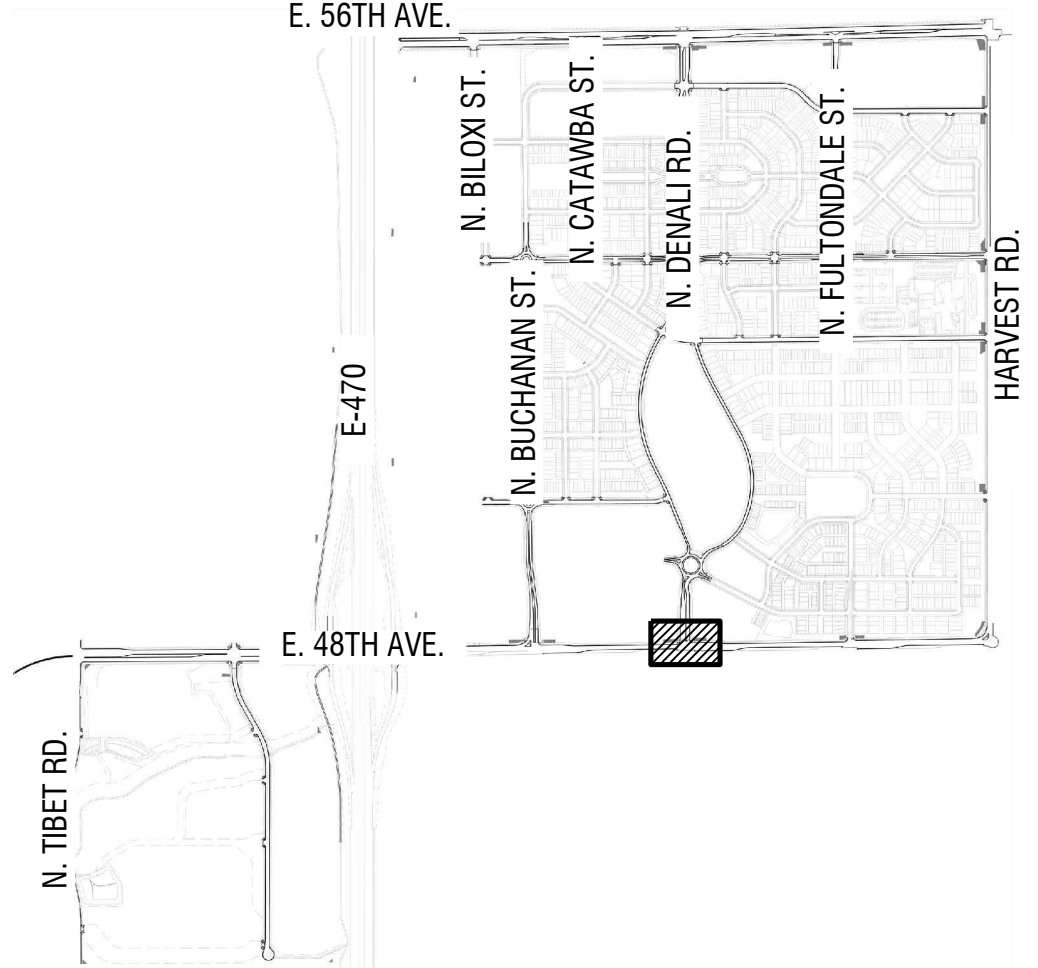 E. 56TH AVE.
N. BILOXI ST.
N. CATAWBA ST.
N. DENALI RD.
N. FULTONDALE ST.
HARVEST RD.
N. BUCHANAN ST.
E-470
E. 48TH AVE.
N. TIBET RD.